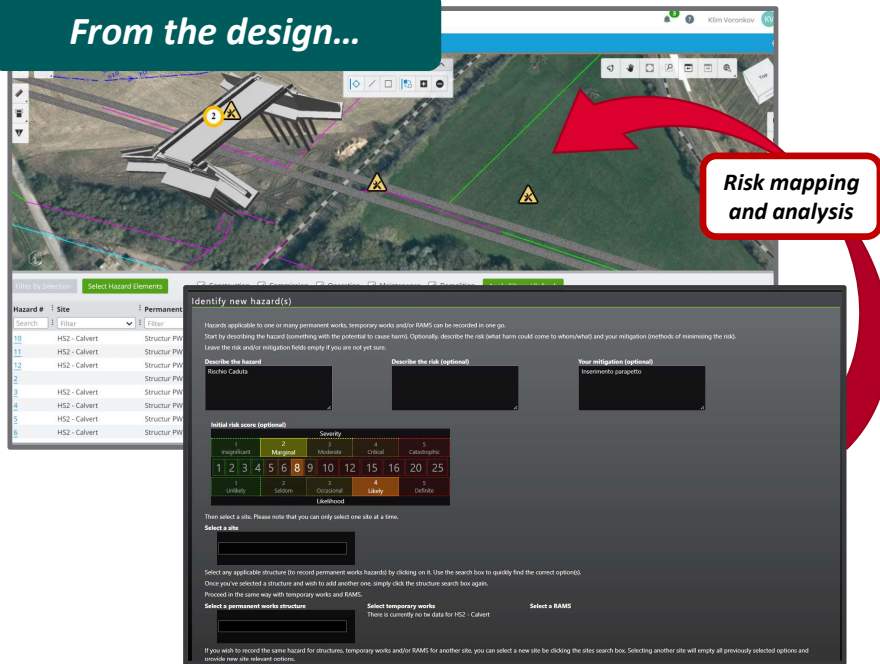 From the design…
8
Klim Voronkov
KV
TOP
2
Risk mapping
and analysis
Filter by Selection
Select Hazard Elements
Construction
Commission
Operation
Maintenance
Demolition
Hazard #
Site
Permanent
Search
Filter
Filter
10
HS2 - Calvert
Structur PW
11
HS2 - Calvert
Structur PW
12
HS2 - Calvert
Structur PW
2
Structur PW
3
HS2 - Calvert
Structur PW
4
HS2 - Calvert
Structur PW
5
HS2 - Calvert
Structur PW
6
HS2 - Calvert
Structur PW
Identify new hazard(s)
Hazards applicable to one or many permanent works, temporary works and/or RAMS can be recorded in one go.
Start by describing the hazard (something with the potential to cause harm). Optionally, describe the risk (what harm could come to whom/what) and your mitigation (methods of minimising the risk).
Leave the risk and/or mitigation fields empty if you are not yet sure.
Describe the hazard
Rischio Caduta
Describe the risk (optional)
Your mitigation (optional)
Inserimento parapetto
Initial risk score (optional)
Severity
1 2 3 4 5
Insignificant Marginal Moderate Critical Catastrophic
1 2 3 4 5 6 8 9 10 12 15 16 20 25
1 2 3 4 5
Unlikely Seldom Occasional Likely Definite
Likelihood
Then select a site. Please note that you can only select one site at a time.
Select a site
Select any applicable structure (to record permanent works hazards) by clicking on it. Use the search box to quickly find the correct option(s).
Once you've selected a structure and wish to add another one, simply click the structure search box again.
Proceed in the same way with temporary works and RAMS.
Select a permanent works structure
Select temporary works
There is currently no tw data for HS2 - Calvert
Select a RAMS
If you wish to record the same hazard for structures, temporary works and/or RAMS for another site, you can select a new site be clicking the sites search box. Selecting another site will empty all previously selected options and
provide new site relevant options.